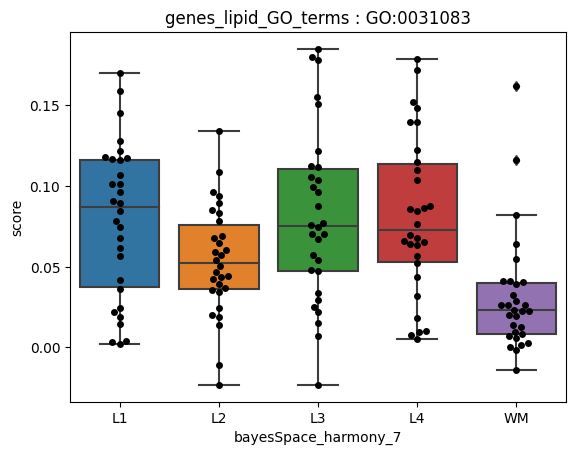 genes_lipid_GO_terms : GO:0031083
0.15
0.10
0.05
0.00
score
L1 L2 L3 L4 WM
bayesSpace_harmony_7